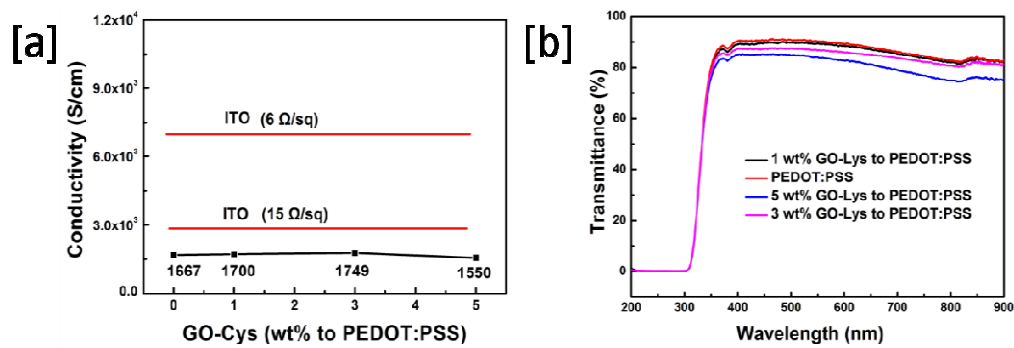 [a]
Conductivity (S/cm)
1.2x10⁴
9.0x10³
6.0x10³
3.0x10³
0.0
ITO (6 Ω/sq)
ITO (15 Ω/sq)
1667 1700 1749 1550
0 1 2 3 4 5
GO-Cys (wt% to PEDOT:PSS)
[b]
Transmittance (%)
100
80
60
40
20
0
1 wt% GO-Lys to PEDOT:PSS
PEDOT:PSS
5 wt% GO-Lys to PEDOT:PSS
3 wt% GO-Lys to PEDOT:PSS
200 300 400 500 600 700 800 900
Wavelength (nm)